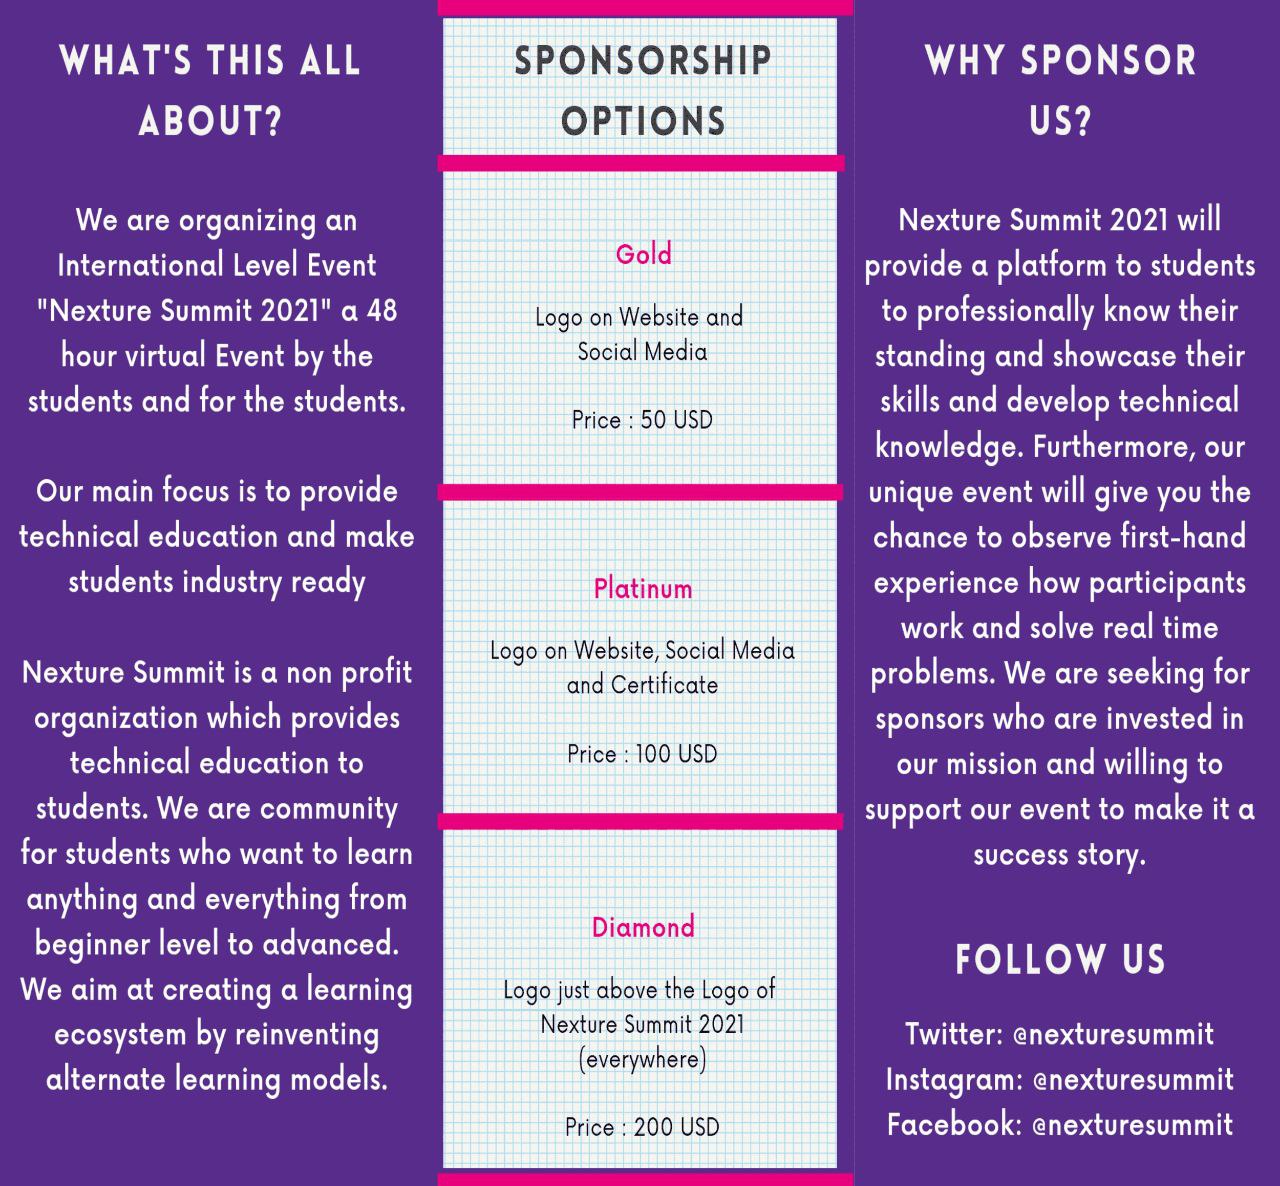 WHAT'S THIS ALL
ABOUT?
We are organizing an
International Level Event
"Nexture Summit 2021" a 48
hour virtual Event by the
students and for the students.
Our main focus is to provide
technical education and make
students industry ready
Nexture Summit is a non profit
organization which provides
technical education to
students. We are community
for students who want to learn
anything and everything from
beginner level to advanced.
We aim at creating a learning
ecosystem by reinventing
alternate learning models.
SPONSORSHIP
OPTIONS
Gold
Logo on Website and
Social Media
Price : 50 USD
Platinum
Logo on Website, Social Media
and Certificate
Price : 100 USD
Diamond
Logo just above the Logo of
Nexture Summit 2021
(everywhere)
Price : 200 USD
WHY SPONSOR
US?
Nexture Summit 2021 will
provide a platform to students
to professionally know their
standing and showcase their
skills and develop technical
knowledge. Furthermore, our
unique event will give you the
chance to observe first-hand
experience how participants
work and solve real time
problems. We are seeking for
sponsors who are invested in
our mission and willing to
support our event to make it a
success story.
FOLLOW US
Twitter: @nexturesummit
Instagram: @nexturesummit
Facebook: @nexturesummit